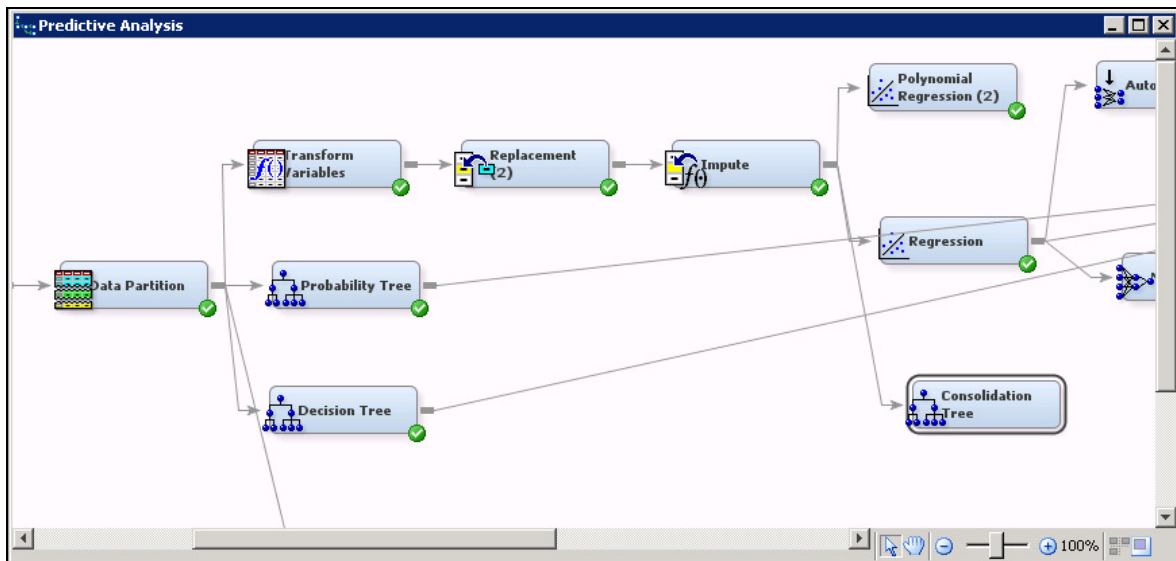 Predictive Analysis
Polynomial
Regression (2)
Auto
Transform
Variables
Replacement
(2)
Impute
Regression
Data Partition
Probability Tree
Decision Tree
Consolidation
Tree
100%